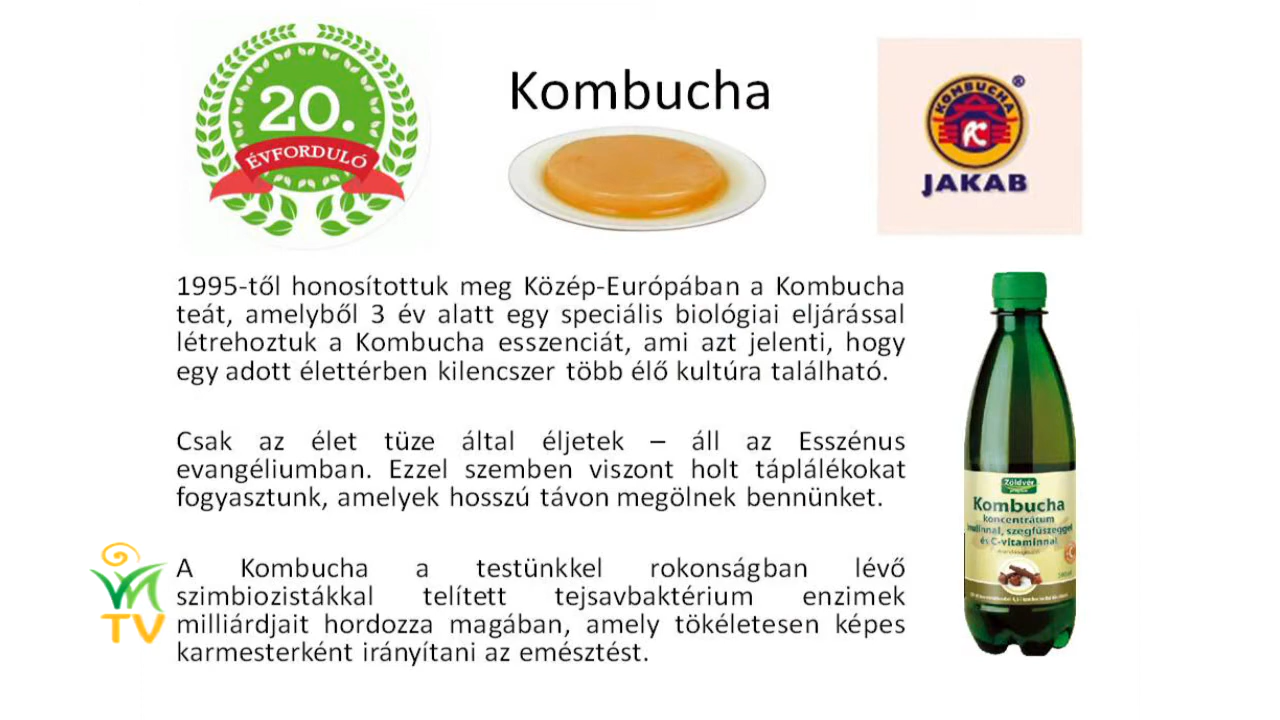 20.
ÉVFORDULÓ
Kombucha
KOMBUCHA
®
JAKAB
1995-től honosítottuk meg Közép-Európában a Kombucha
teát, amelyből 3 év alatt egy speciális biológiai eljárással
létrehoztuk a Kombucha esszenciát, ami azt jelenti, hogy
egy adott élettérben kilencszer több élő kultúra található.
Csak az élet tüze által éljetek – áll az Esszénus
evangéliumban. Ezzel szemben viszont holt táplálékokat
fogyasztunk, amelyek hosszú távon megölnek bennünket.
A Kombucha a testünkkel rokonságban lévő
szimbiozistákkal telített tejsavbaktérium enzimek
milliárdjait hordozza magában, amely tökéletesen képes
karmesterként irányítani az emésztést.
TV
Zöldvér
Kombucha
koncentrátum
inulinnal, szegfűszeggel
és C-vitaminnal